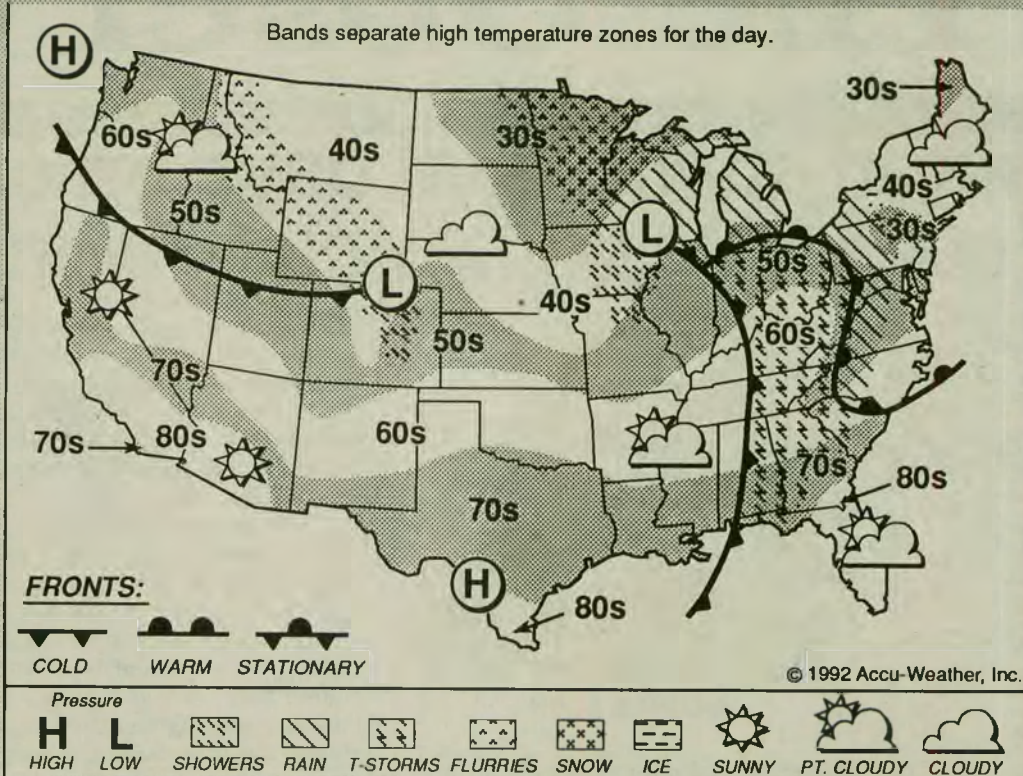 Bands separate high temperature zones for the day.
H
30s
60s
40s
30s
40s
50s
L
30s
50s
L
40s
60s
50s
70s
70s
80s
60s
70s
80s
70s
H
80s
FRONTS:
COLD WARM STATIONARY
© 1992 Accu-Weather, Inc.
Pressure
H L
HIGH LOW SHOWERS RAIN T-STORMS FLURRIES SNOW ICE SUNNY PT. CLOUDY CLOUDY